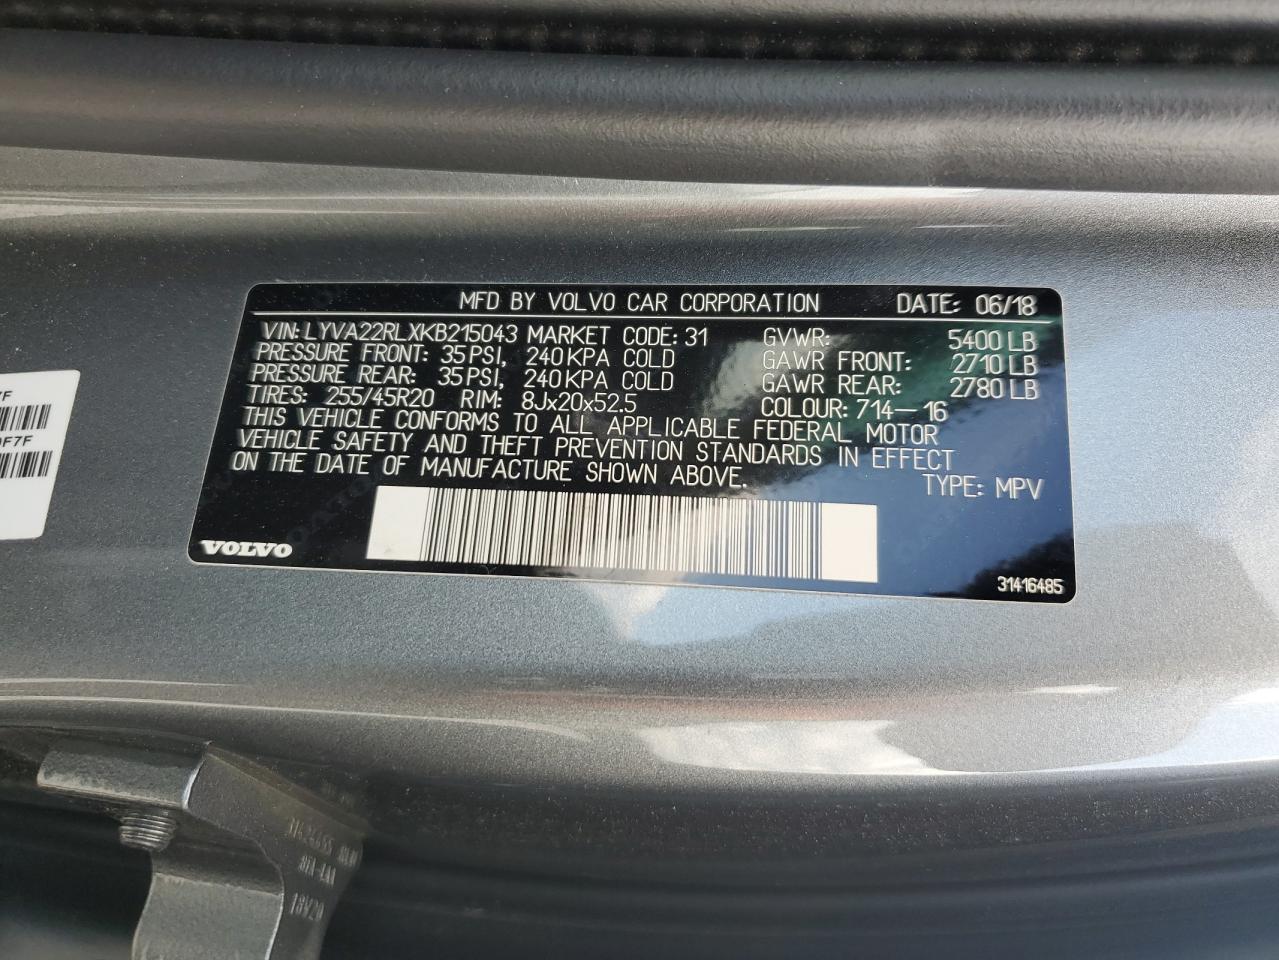 MFD BY VOLVO CAR CORPORATION DATE: 06/18
VIN: LYVA22RLXKB215043 MARKET CODE: 31 GVWR: 5400 LB
PRESSURE FRONT: 35 PSI, 240 KPA COLD GAWR FRONT: 2710 LB
PRESSURE REAR: 35 PSI, 240 KPA COLD GAWR REAR: 2780 LB
TIRES: 255/45R20 RIM: 8Jx20x52.5 COLOUR: 714-16
THIS VEHICLE CONFORMS TO ALL APPLICABLE FEDERAL MOTOR
VEHICLE SAFETY AND THEFT PREVENTION STANDARDS IN EFFECT
ON THE DATE OF MANUFACTURE SHOWN ABOVE. TYPE: MPV
VOLVO
31416485
18V20